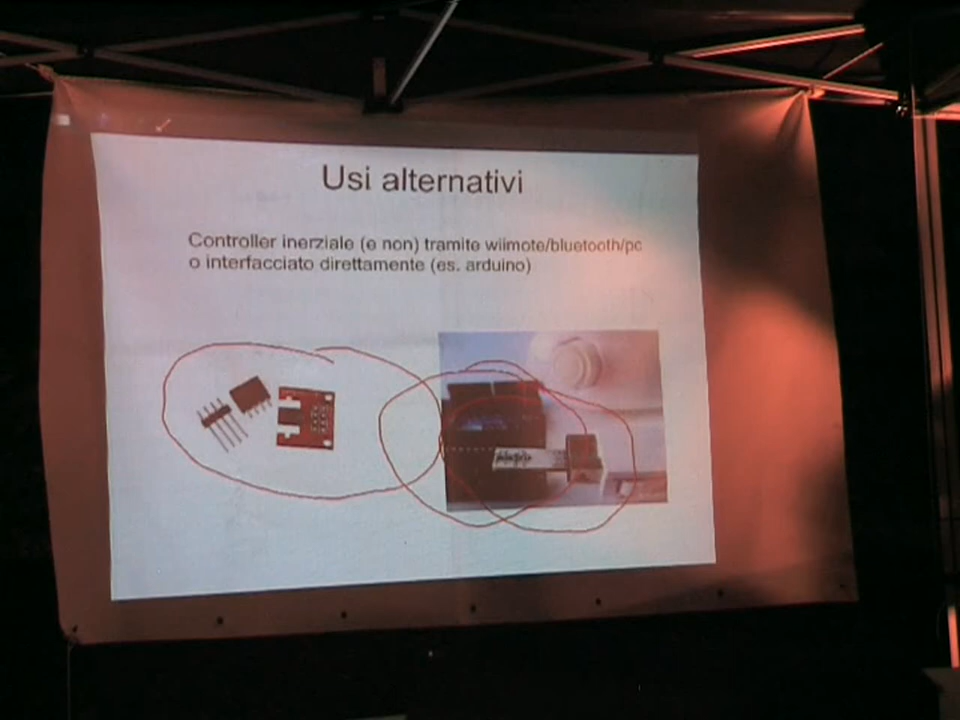 Usi alternativi
Controller inerziale (e non) tramite wiimote/bluetooth/pc
o interfacciato direttamente (es. arduino)